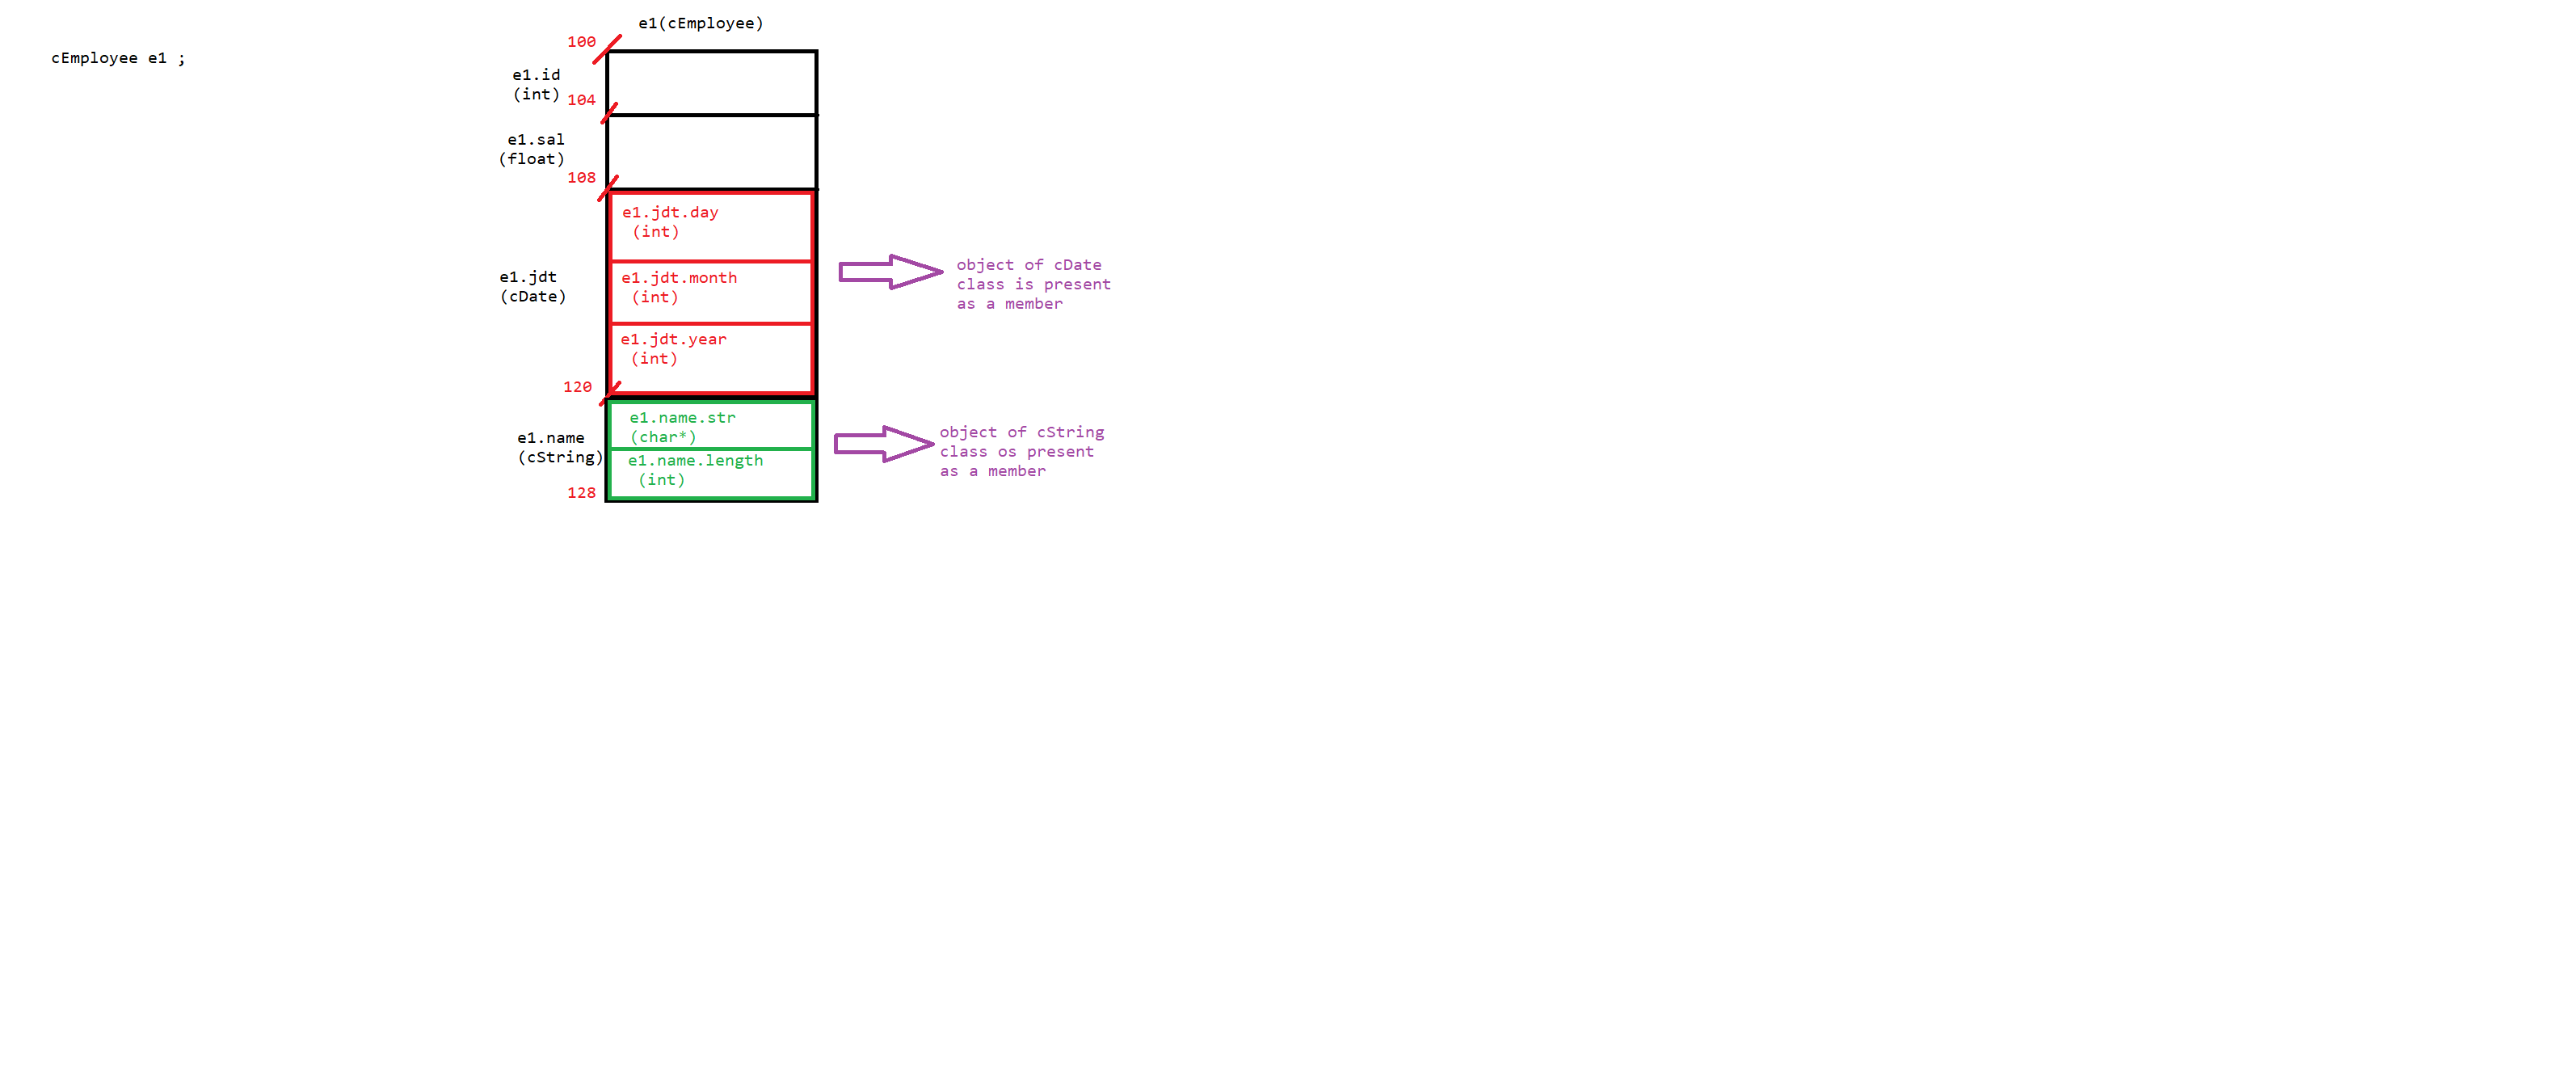 e1(cEmployee)
100
cEmployee e1 ;
e1.id
(int)
104
e1.sal
(float)
108
e1.jdt.day
(int)
e1.jdt
(cDate)
e1.jdt.month
(int)
object of cDate
class is present
as a member
e1.jdt.year
(int)
120
e1.name.str
(char*)
e1.name
(cString)
e1.name.length
(int)
object of cString
class os present
as a member
128